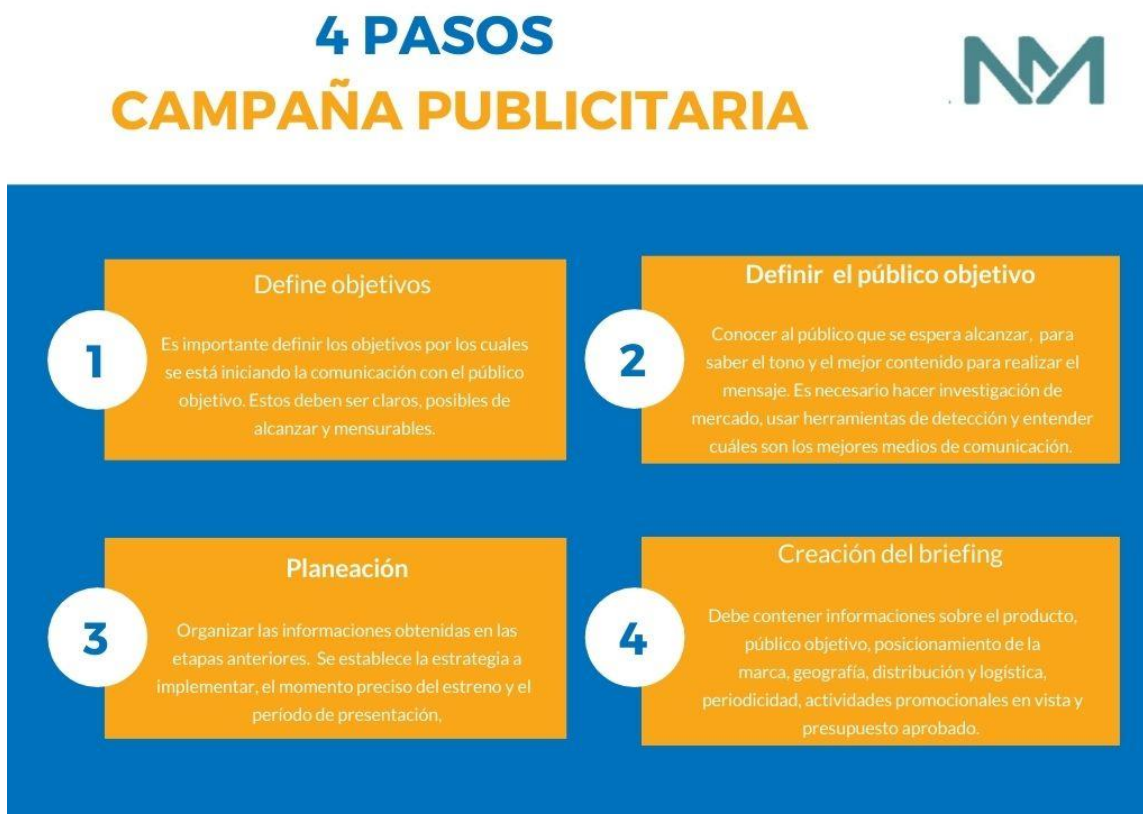 4 PASOS
CAMPAÑA PUBLICITARIA
NM
1
Define objetivos
Es importante definir los objetivos por los cuales
se está iniciando la comunicación con el público
objetivo. Estos deben ser claros, posibles de
alcanzar y mensurables.
2
Definir el público objetivo
Conocer al público que se espera alcanzar, para
saber el tono y el mejor contenido para realizar el
mensaje. Es necesario hacer investigación de
mercado, usar herramientas de detección y entender
cuáles son los mejores medios de comunicación.
3
Planeación
Organizar las informaciones obtenidas en las
etapas anteriores. Se establece la estrategia a
implementar, el momento preciso del estreno y el
período de presentación,
4
Creación del briefing
Debe contener informaciones sobre el producto,
público objetivo, posicionamiento de la
marca, geografía, distribución y logística,
periodicidad, actividades promocionales en vista y
presupuesto aprobado.